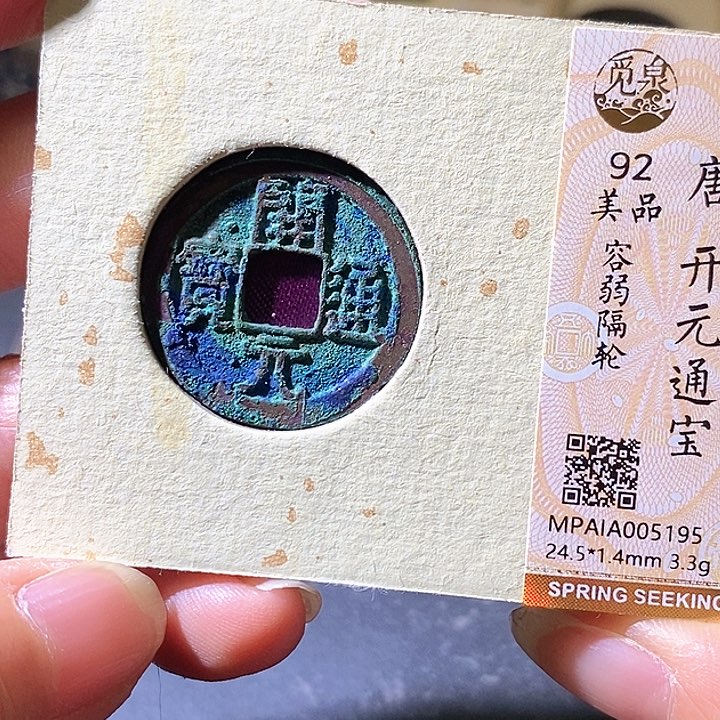 開
通
元
寶
觅泉
92
美品
唐 开元通宝
容弱隔轮
MPAIA005195
24.5*1.4mm 3.3g
SPRING SEEKING